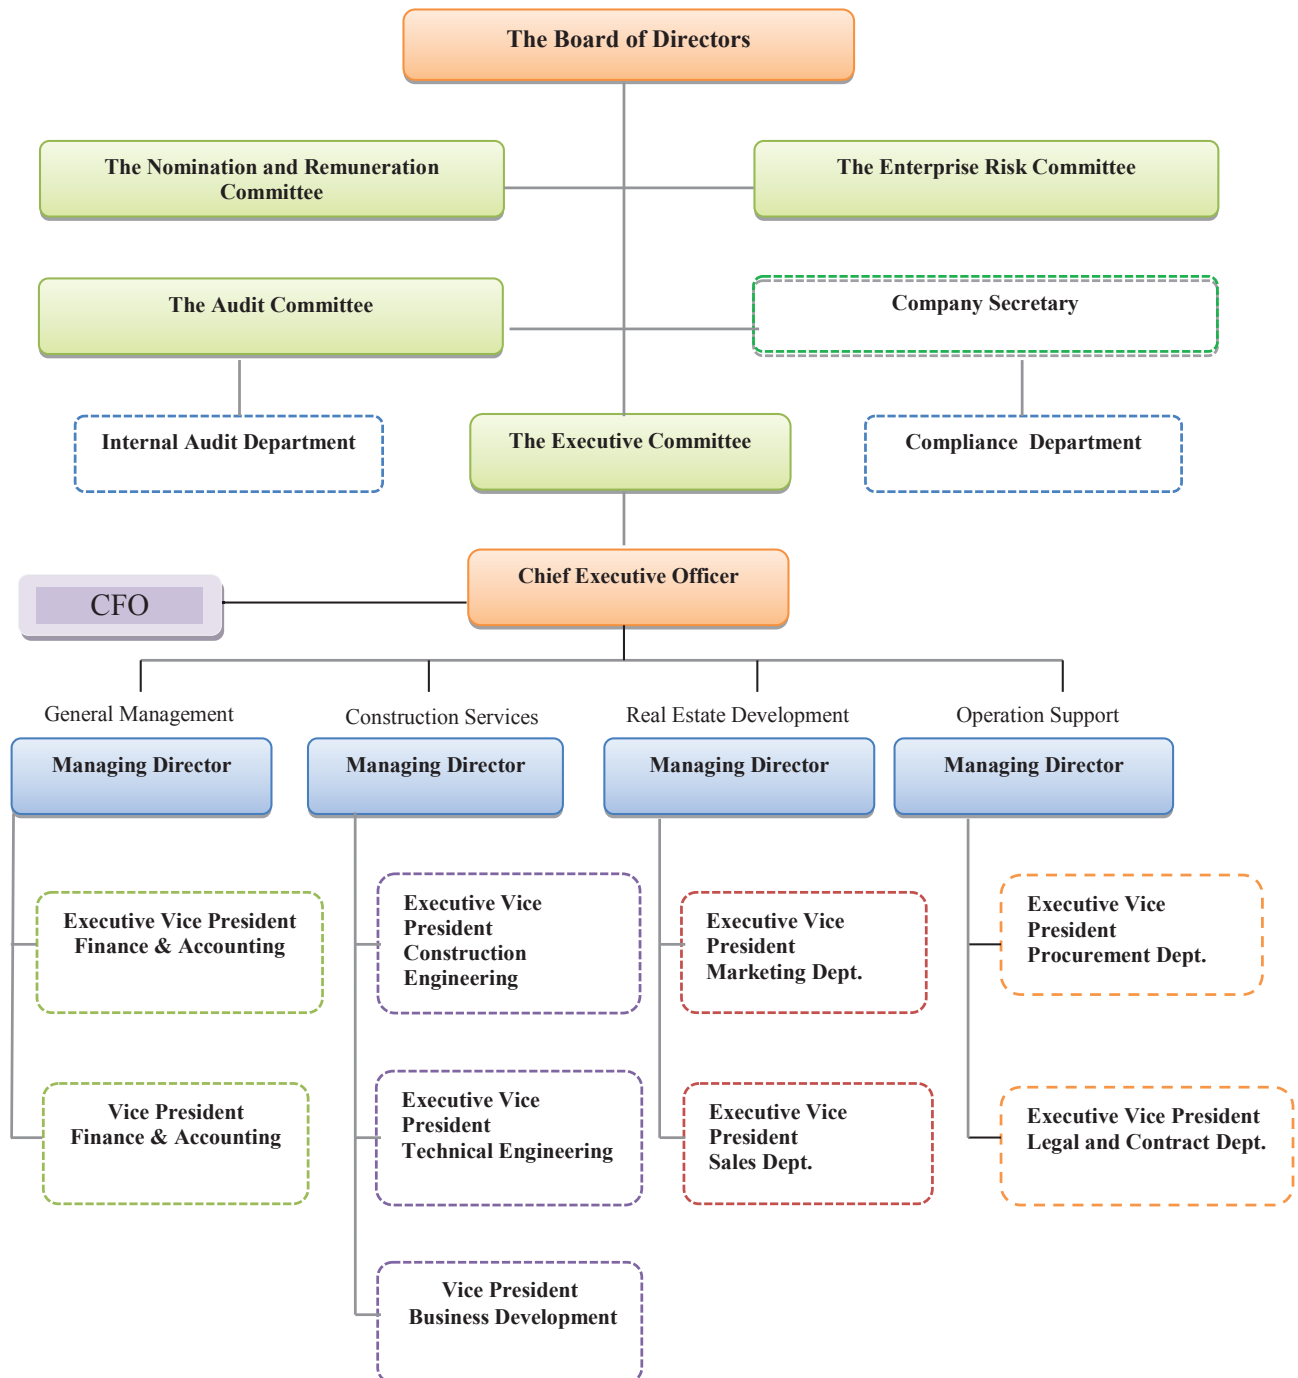 The Board of Directors
The Nomination and Remuneration
Committee
The Enterprise Risk Committee
The Audit Committee
Company Secretary
Internal Audit Department
The Executive Committee
Compliance Department
Chief Executive Officer
CFO
General Management
Construction Services
Real Estate Development
Operation Support
Managing Director
Managing Director
Managing Director
Managing Director
Executive Vice President
Finance & Accounting
Executive Vice
President
Construction
Engineering
Executive Vice
President
Marketing Dept.
Executive Vice
President
Procurement Dept.
Vice President
Finance & Accounting
Executive Vice
President
Technical Engineering
Executive Vice
President
Sales Dept.
Executive Vice President
Legal and Contract Dept.
Vice President
Business Development